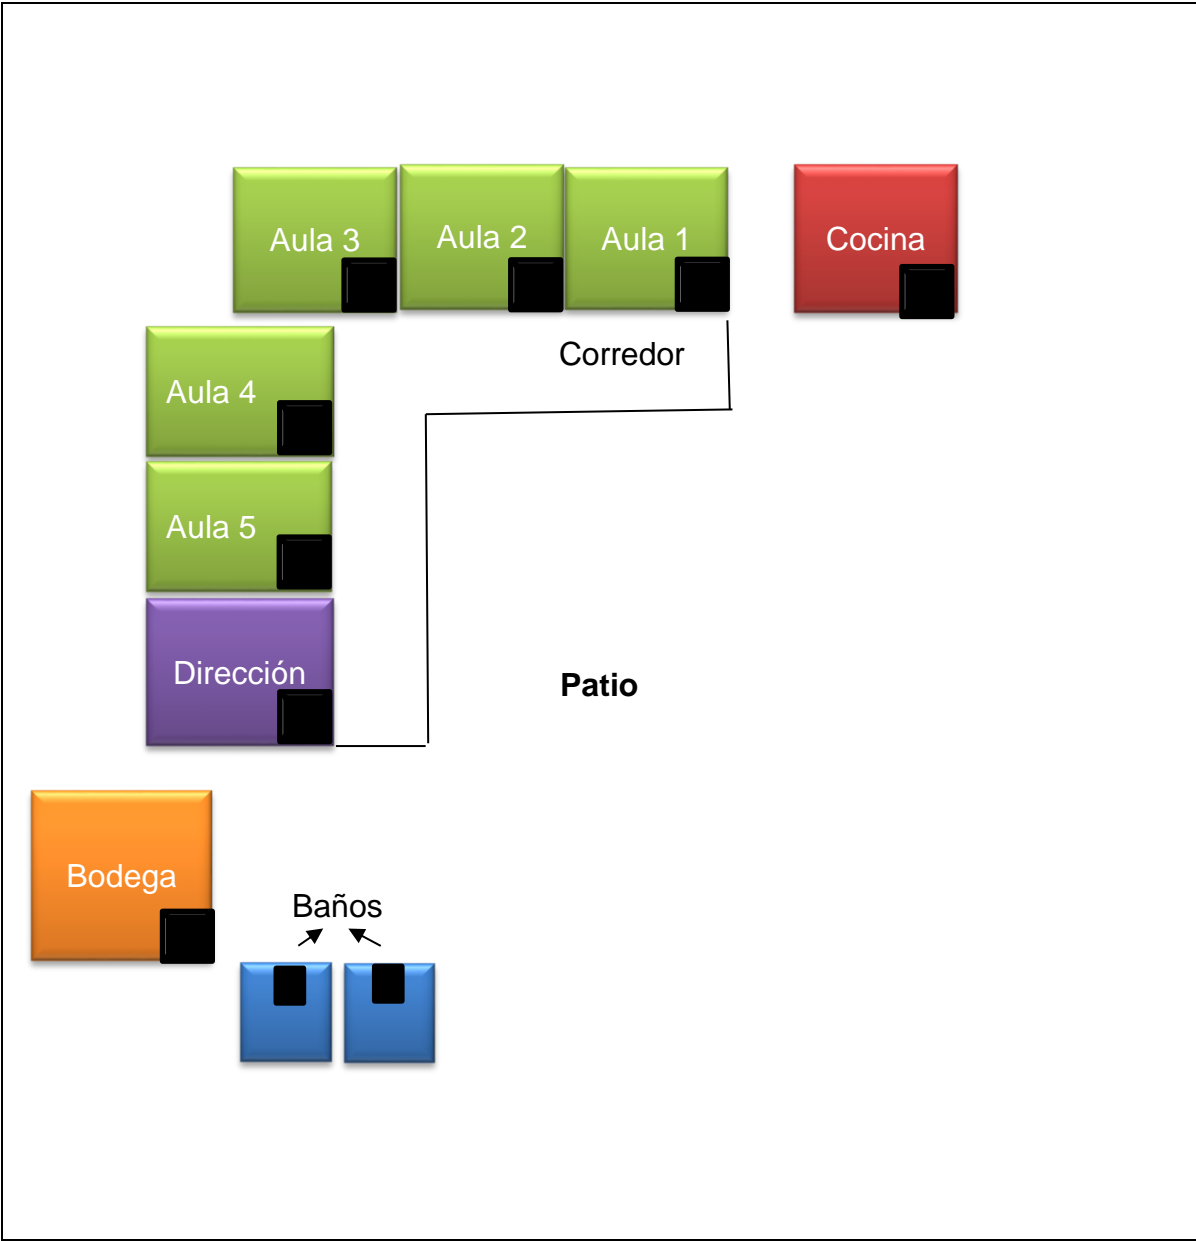 Aula 3
Aula 2
Aula 1
Cocina
Corredor
Aula 4
Aula 5
Dirección
Patio
Bodega
Baños